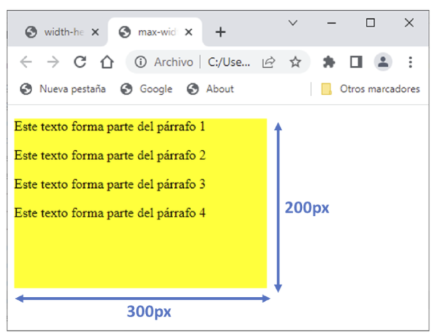 width-he
max-wid
Archivo | C:/Use...
Nueva pestaña Google About Otros marcadores
Este texto forma parte del párrafo 1
Este texto forma parte del párrafo 2
Este texto forma parte del párrafo 3
Este texto forma parte del párrafo 4
200px
300px